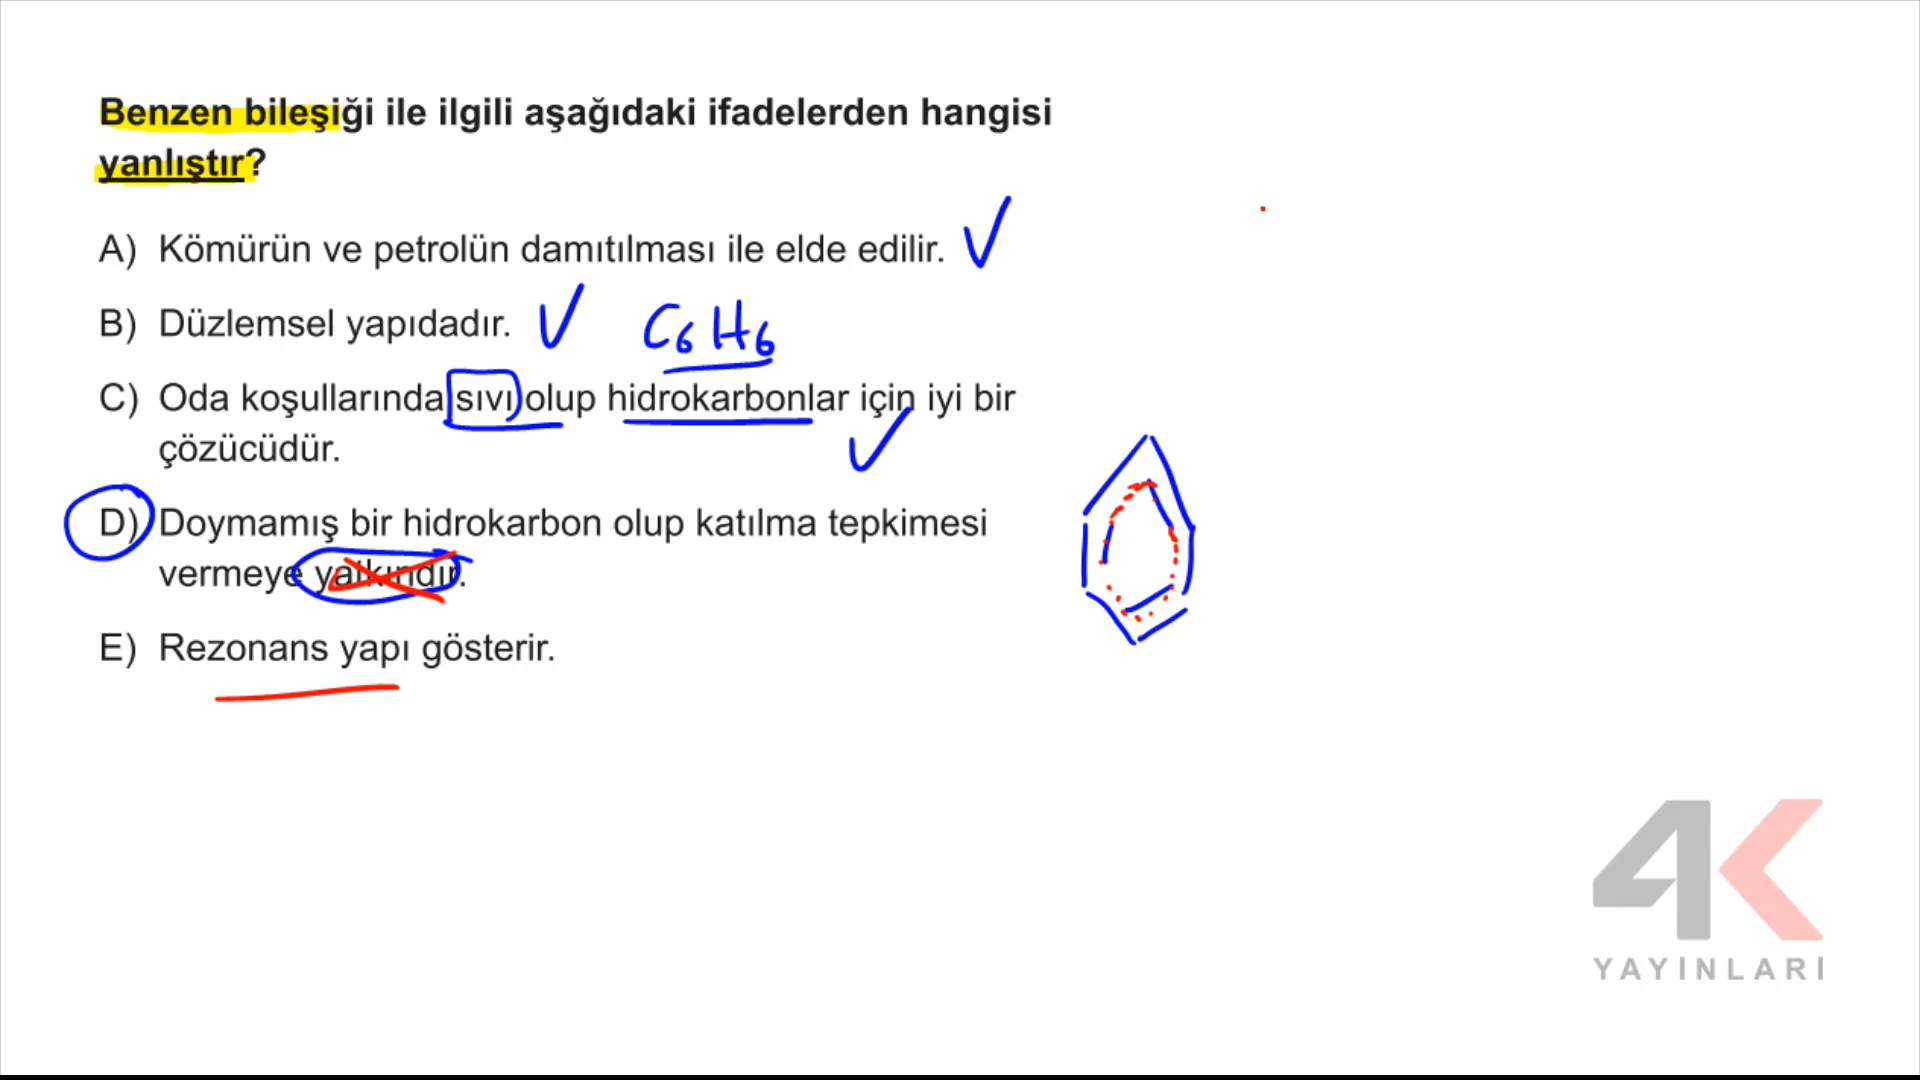 Benzen bileşiği ile ilgili aşağıdaki ifadelerden hangisi
yanlıştır?
A) Kömürün ve petrolün damıtılması ile elde edilir.
B) Düzlemsel yapıdadır.
C₆H₆
C) Oda koşullarında sıvı olup hidrokarbonlar için iyi bir
çözücüdür.
D) Doymamış bir hidrokarbon olup katılma tepkimesi
vermeye yatkındır.
E) Rezonans yapı gösterir.
4K
YAYINLARI